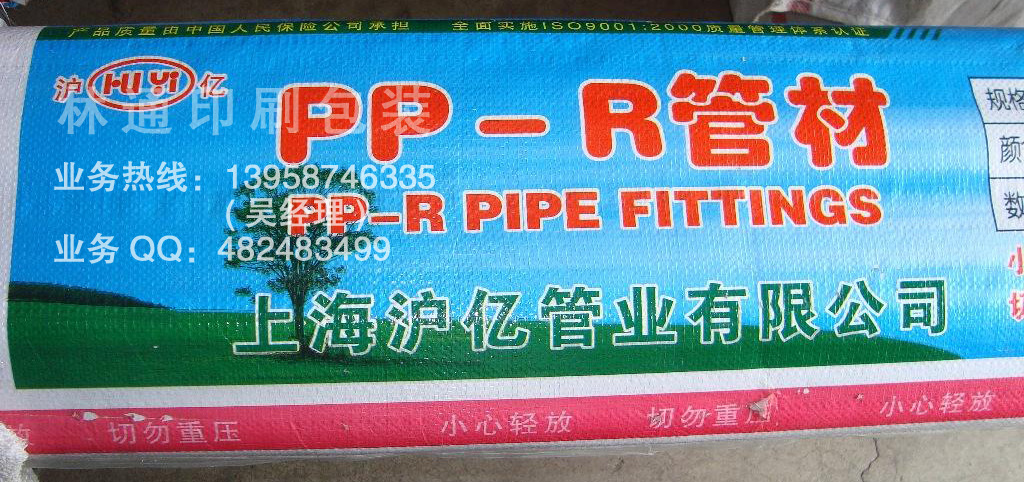 产品质量由中国人民保险公司承担 全面实施ISO9001:2000质量管理体系认证
沪 HUYi 亿
PP-R管材
林通印刷包装
业务热线：13958746335
（吴经理）
PP-R PIPE FITTINGS
业务QQ：482483499
上海沪亿管业有限公司
规格
颜
数
小
切
放 切勿重压 小心轻放 切勿重压 小心轻放